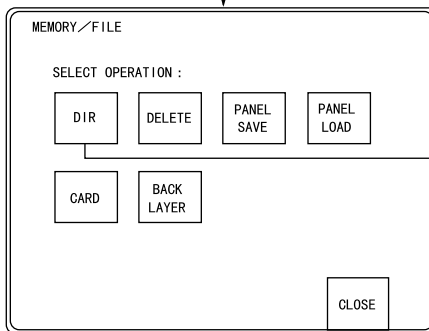 MEMORY／FILE
SELECT OPERATION :
DIR
DELETE
PANEL
SAVE
PANEL
LOAD
CARD
BACK
LAYER
CLOSE